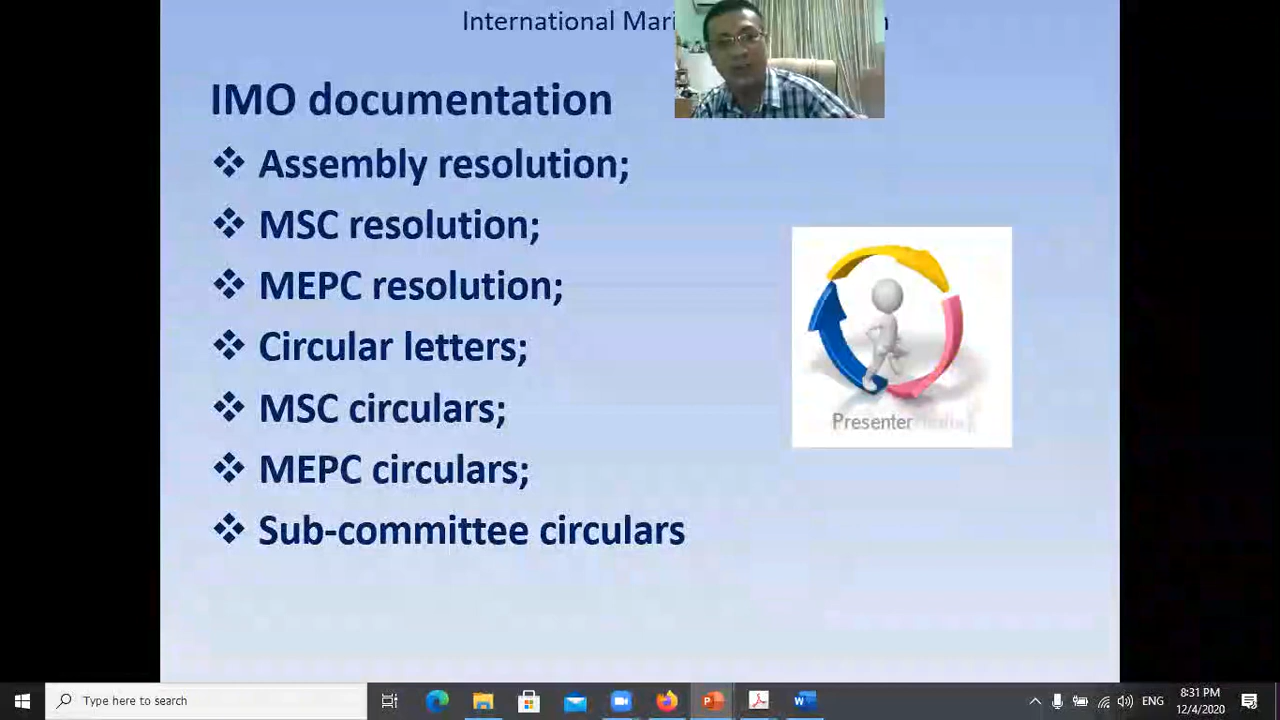 International Mari
IMO documentation
❖ Assembly resolution;
❖ MSC resolution;
❖ MEPC resolution;
❖ Circular letters;
❖ MSC circulars;
❖ MEPC circulars;
❖ Sub-committee circulars
Presenter
Type here to search
ENG
8:31 PM
12/4/2020